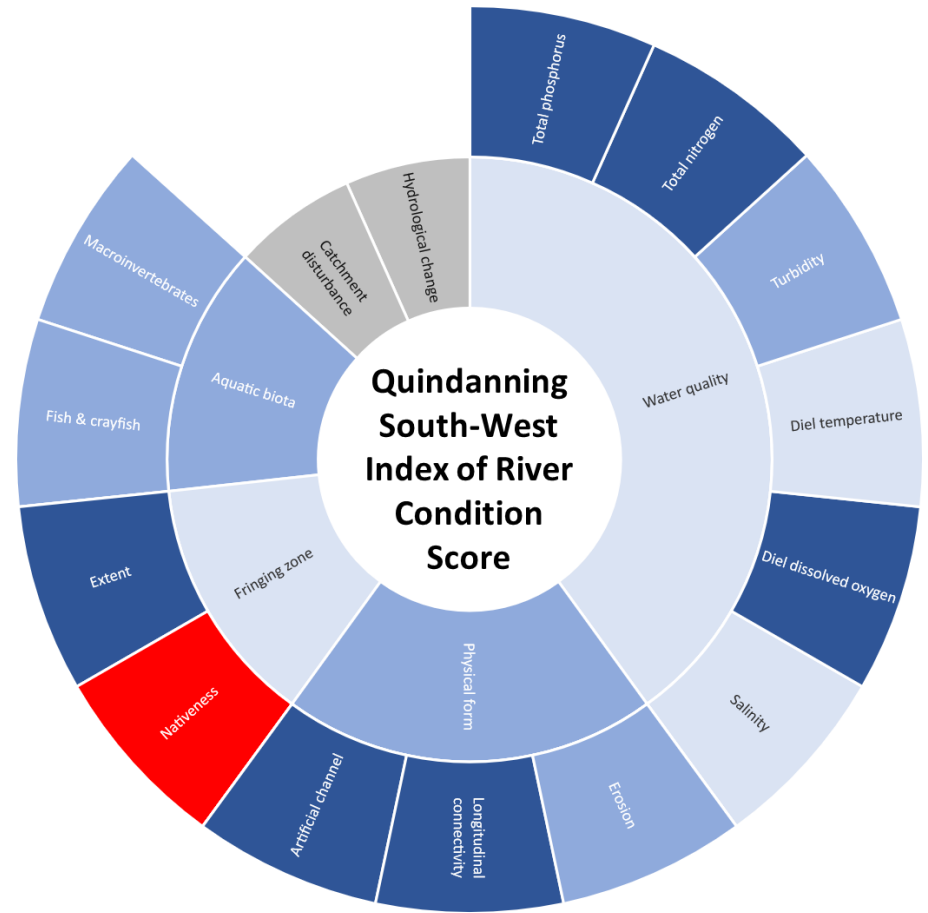 Quindanning
South-West
Index of River
Condition
Score
Water quality
Physical form
Fringing zone
Aquatic biota
Catchment
disturbance
Hydrological change
Total phosphorus
Total nitrogen
Turbidity
Diel temperature
Diel dissolved oxygen
Salinity
Erosion
Longitudinal
connectivity
Artificial channel
Nativeness
Extent
Fish & crayfish
Macroinvertebrates